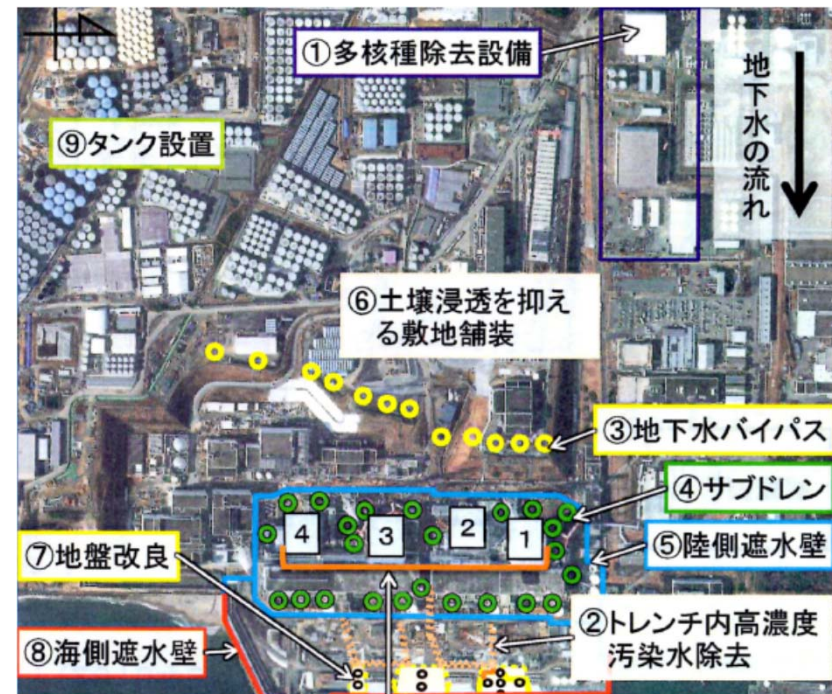 ①多核種除去設備
地下水の流れ
⑨タンク設置
⑥土壌浸透を抑え
る敷地舗装
③地下水バイパス
④サブドレン
4
3
2
1
⑤陸側遮水壁
⑦地盤改良
②トレンチ内高濃度
汚染水除去
⑧海側遮水壁